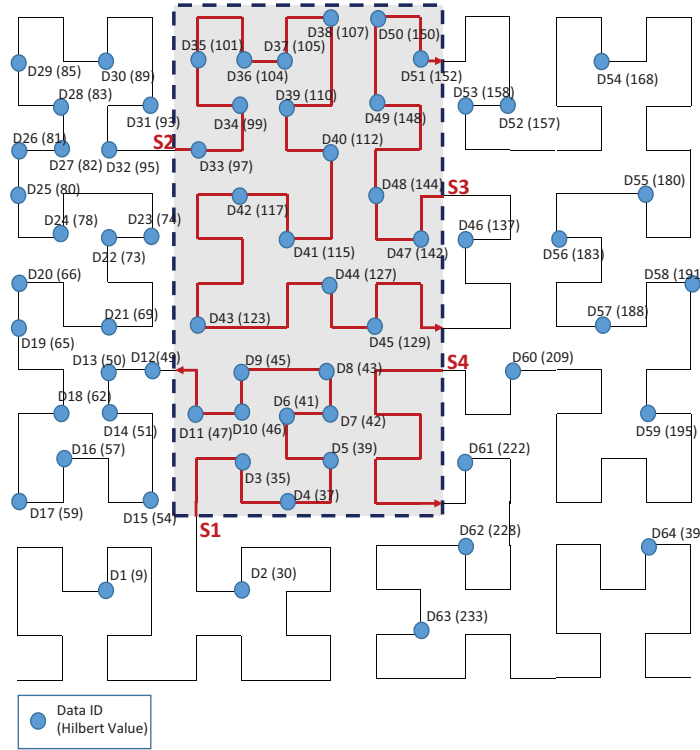 D38 (107)
D50 (150)
D35 (101)
D37 (105)
D29 (85)
D30 (89)
D36 (104)
D51 (152)
D54 (168)
D28 (83)
D31 (93)
D39 (110)
D49 (148)
D53 (158)
D52 (157)
D34 (99)
D26 (81)
D27 (82)
D32 (95)
S2
D33 (97)
D40 (112)
D25 (80)
D24 (78)
D23 (74)
D22 (73)
D42 (117)
D41 (115)
D48 (144)
S3
D47 (142)
D46 (137)
D55 (180)
D56 (183)
D20 (66)
D21 (69)
D19 (65)
D43 (123)
D44 (127)
D45 (129)
D58 (191)
D57 (188)
D13 (50)
D12(49)
D9 (45)
D8 (43)
S4
D60 (209)
D18 (62)
D14 (51)
D11 (47)
D10 (46)
D6 (41)
D7 (42)
D59 (195)
D16 (57)
D17 (59)
D15 (54)
D3 (35)
D5 (39)
D4 (37)
D61 (222)
S1
D62 (228)
D64 (39
D1 (9)
D2 (30)
D63 (233)
Data ID
(Hilbert Value)